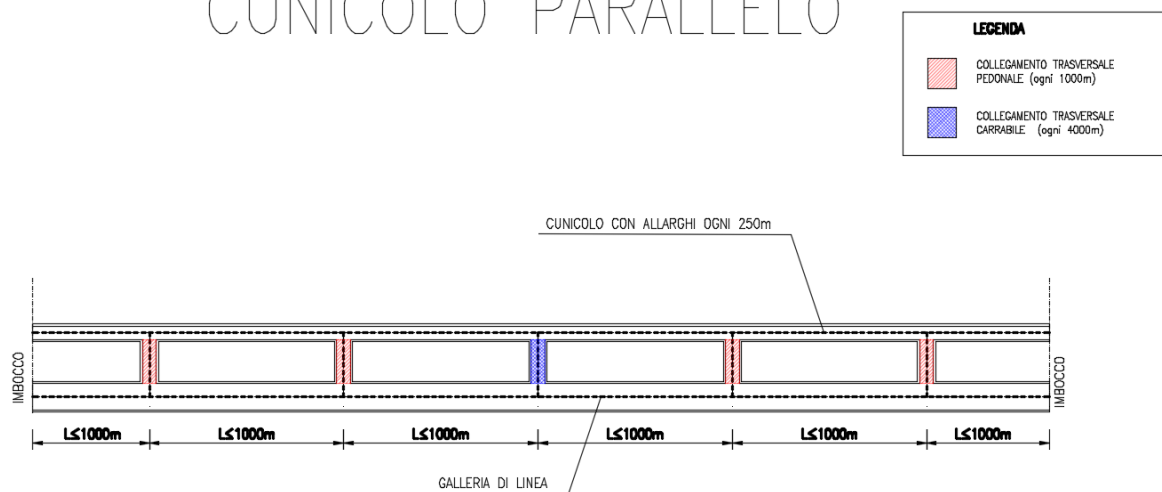 CUNICOLO PARALLELO
LEGENDA
COLLEGAMENTO TRASVERSALE
PEDONALE (ogni 1000m)
COLLEGAMENTO TRASVERSALE
CARRABILE (ogni 4000m)
CUNICOLO CON ALLARGHI OGNI 250m
IMBOCCO
IMBOCCO
L≤1000m
L≤1000m
L≤1000m
L≤1000m
L≤1000m
L≤1000m
GALLERIA DI LINEA